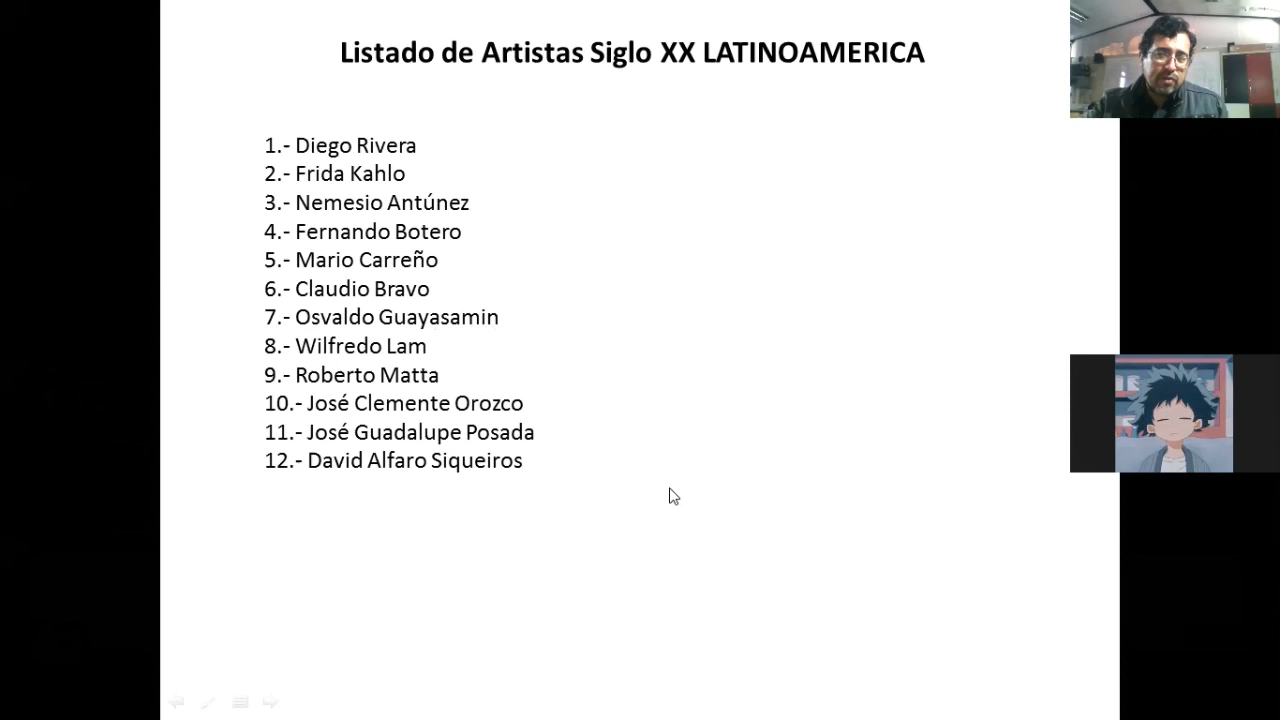 Listado de Artistas Siglo XX LATINOAMERICA
1.- Diego Rivera
2.- Frida Kahlo
3.- Nemesio Antúnez
4.- Fernando Botero
5.- Mario Carreño
6.- Claudio Bravo
7.- Osvaldo Guayasamin
8.- Wilfredo Lam
9.- Roberto Matta
10.- José Clemente Orozco
11.- José Guadalupe Posada
12.- David Alfaro Siqueiros